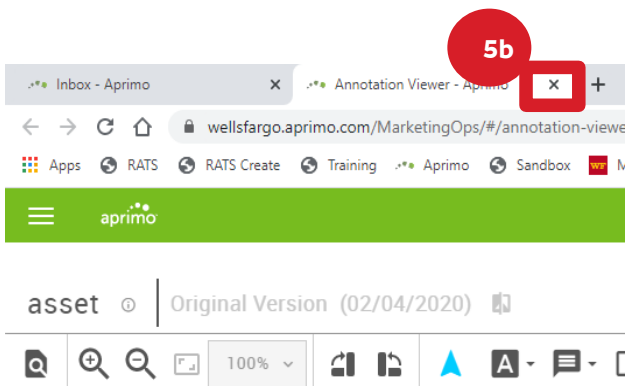 5b
Inbox - Aprimo
Annotation Viewer - Aprimo
wellsfargo.aprimo.com/MarketingOps/#/annotation-viewe
Apps RATS RATS Create Training Aprimo Sandbox WF M
aprimo
asset Original Version (02/04/2020)
100% A